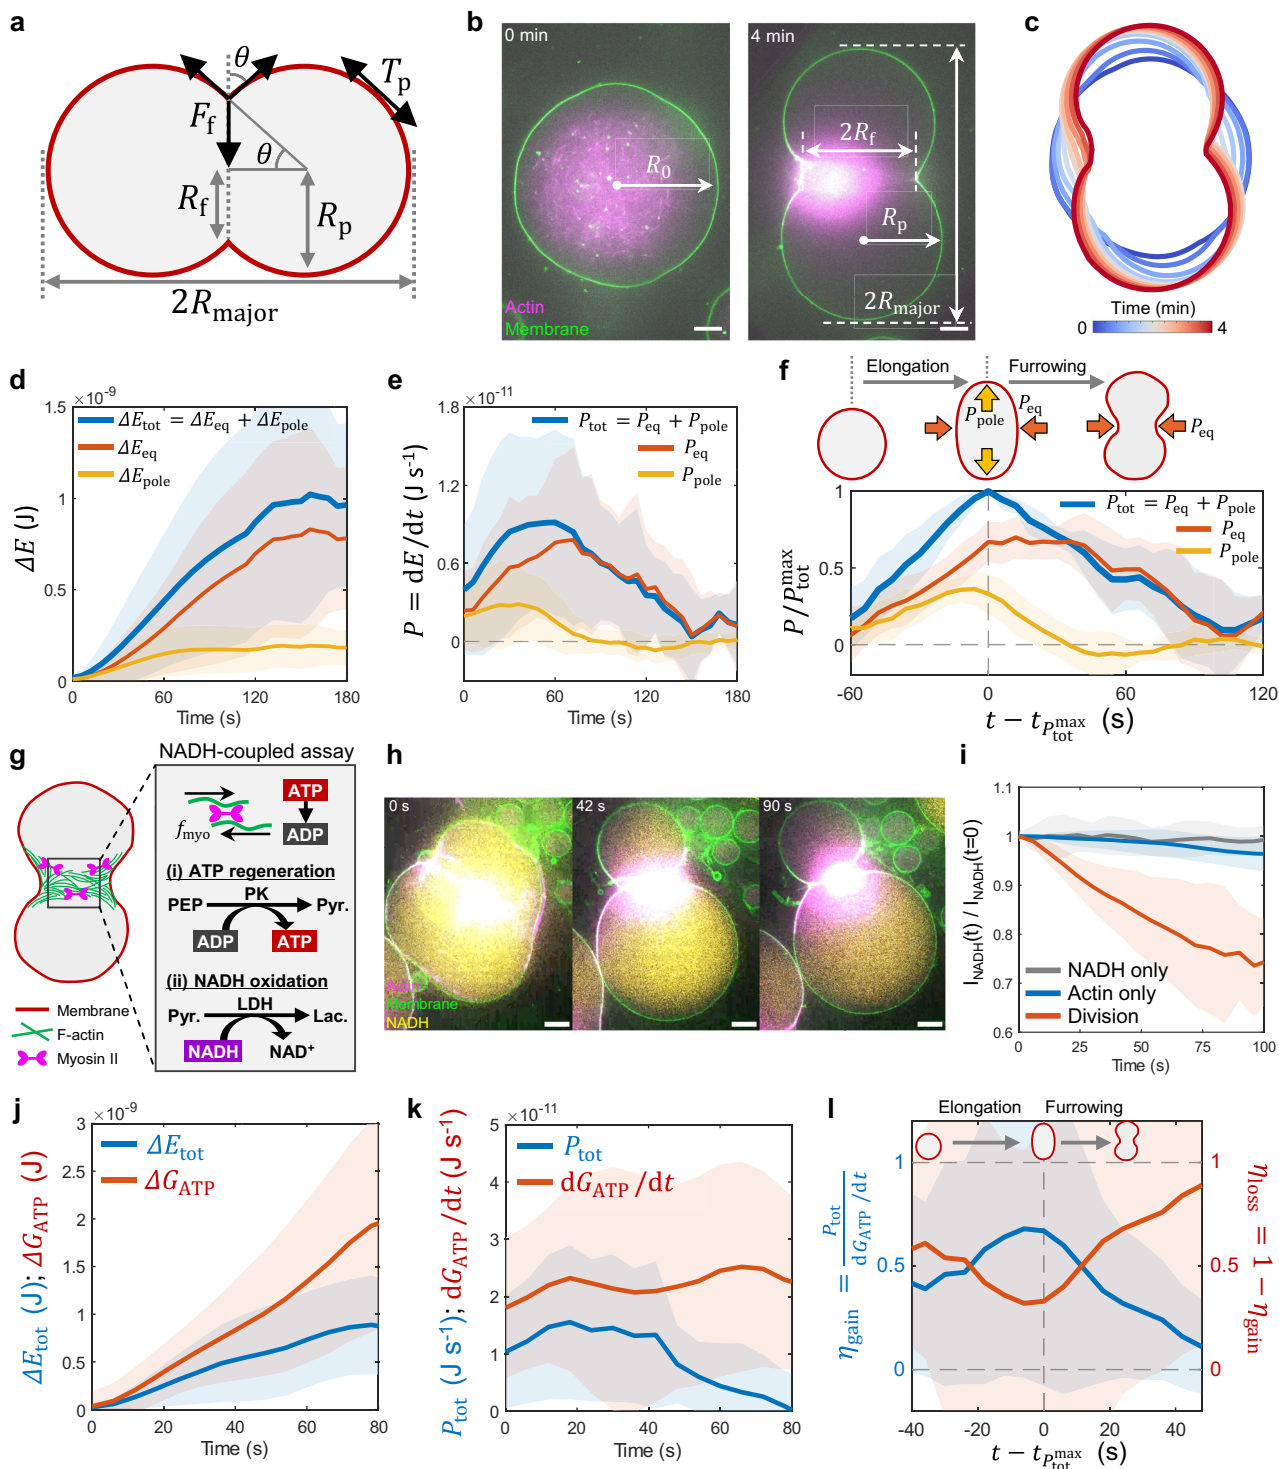 a
θ
T_p
F_f
θ
R_f
R_p
2R_major
b
0 min
R_0
Actin
Membrane
4 min
2R_f
R_p
2R_major
c
Time (min)
0
4
d
×10^-9
1.5
ΔE_tot = ΔE_eq + ΔE_pole
ΔE_eq
ΔE_pole
1
0.5
0
ΔE (J)
0 60 120 180
Time (s)
e
×10^-11
1.8
P_tot = P_eq + P_pole
P_eq
P_pole
1.2
0.6
0
P = dE/dt (J s^-1)
0 60 120 180
Time (s)
f
Elongation
Furrowing
P_pole
P_eq
P_eq
1
P_tot = P_eq + P_pole
P_eq
P_pole
0.5
0
P/P_tot^max
-60 0 60 120
t − t_P_tot^max (s)
g
NADH-coupled assay
f_myo
ATP
ADP
(i) ATP regeneration
PK
PEP
Pyr.
ADP
ATP
(ii) NADH oxidation
LDH
Pyr.
Lac.
NADH
NAD^+
Membrane
F-actin
Myosin II
h
0 s
42 s
90 s
Actin
Membrane
NADH
i
1.1
1
0.9
0.8
0.7
0.6
I_NADH(t) / I_NADH(t=0)
NADH only
Actin only
Division
0 25 50 75 100
Time (s)
j
×10^-9
3
2.5
2
1.5
1
0.5
0
ΔE_tot (J); ΔG_ATP (J)
ΔE_tot
ΔG_ATP
0 20 40 60 80
Time (s)
k
×10^-11
5
4
3
2
1
0
P_tot (J s^-1); dG_ATP/dt (J s^-1)
P_tot
dG_ATP/dt
0 20 40 60 80
Time (s)
l
Elongation
Furrowing
1
0.5
0
η_gain = P_tot / dG_ATP/dt
1
0.5
0
η_loss = 1 − η_gain
-40 -20 0 20 40
t − t_P_tot^max (s)